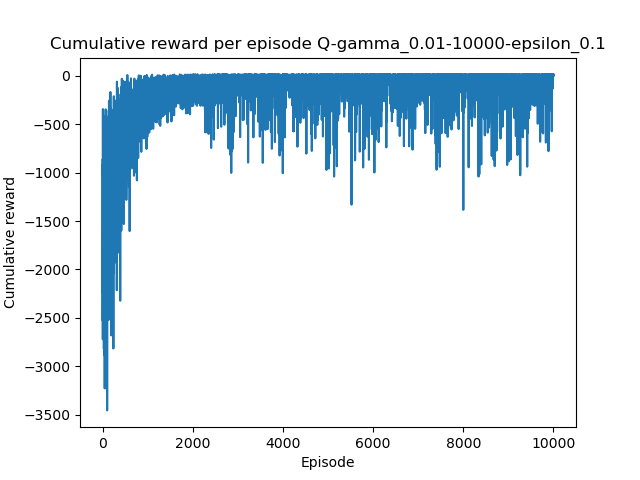 Cumulative reward per episode Q-gamma_0.01-10000-epsilon_0.1
0
−500
−1000
−1500
−2000
−2500
−3000
−3500
Cumulative reward
0 2000 4000 6000 8000 10000
Episode